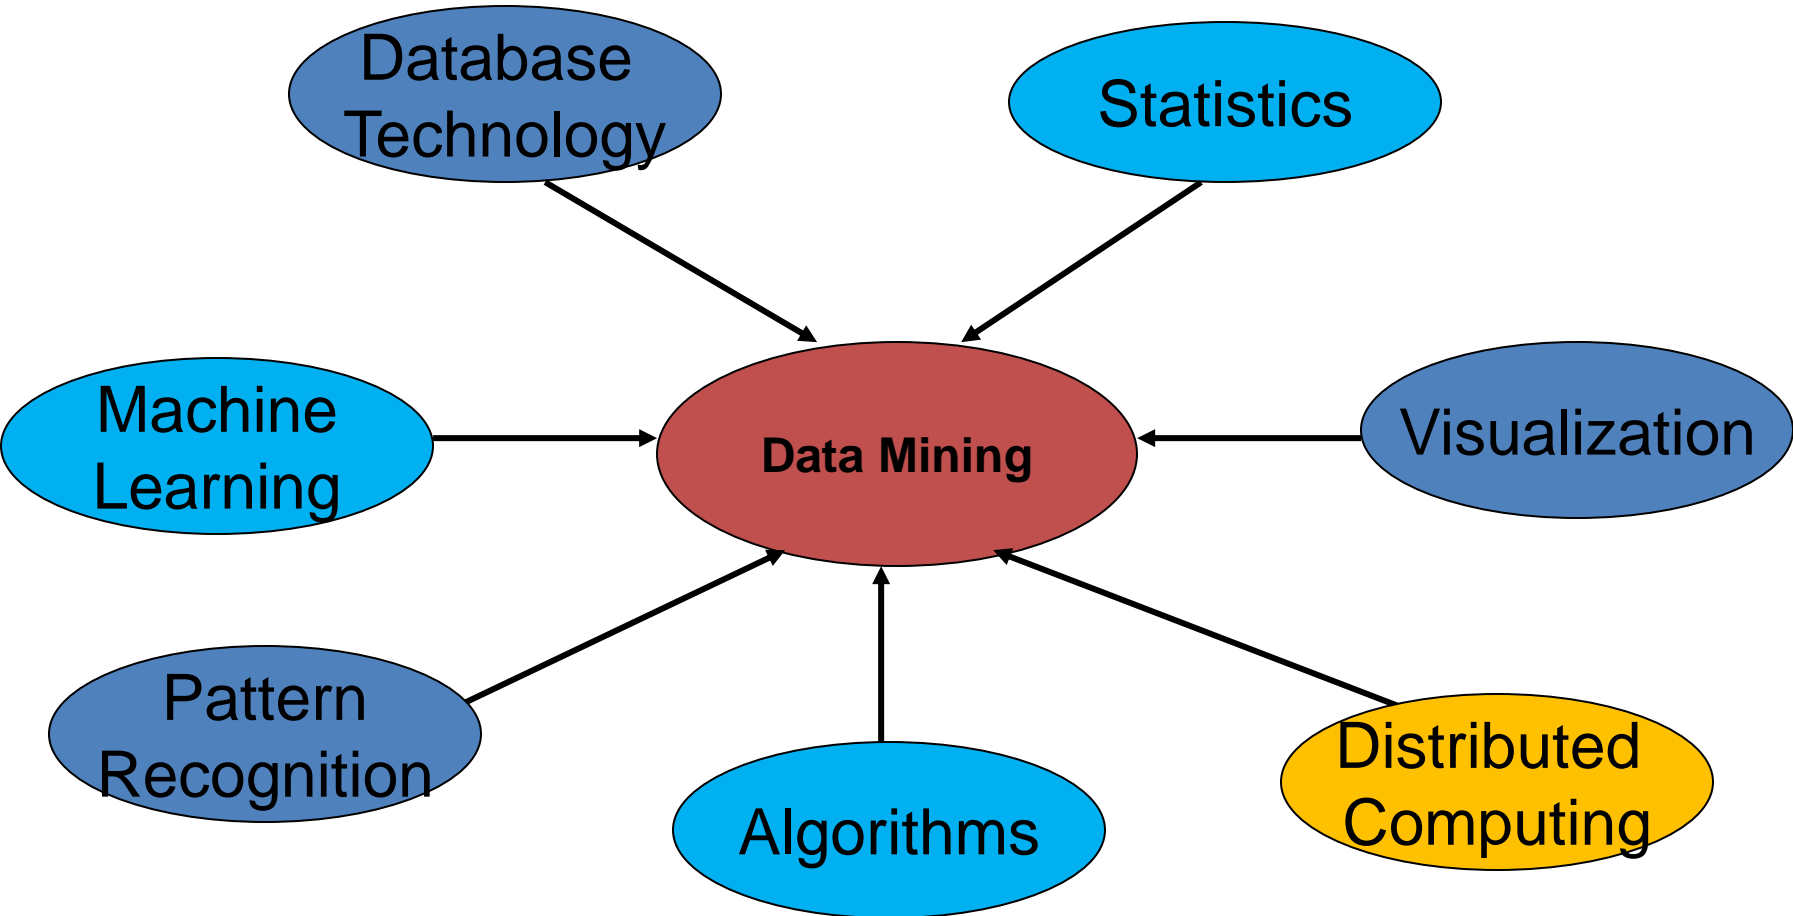 Database
Technology
Statistics
Machine
Learning
Data Mining
Visualization
Pattern
Recognition
Algorithms
Distributed
Computing